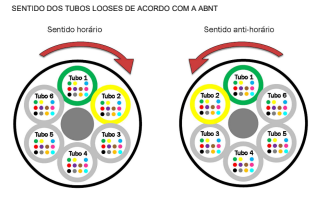 SENTIDO DOS TUBOS LOOSES DE ACORDO COM A ABNT
Sentido horário
Sentido anti-horário
Tubo 1
Tubo 2
Tubo 3
Tubo 4
Tubo 5
Tubo 6
Tubo 1
Tubo 2
Tubo 3
Tubo 4
Tubo 5
Tubo 6